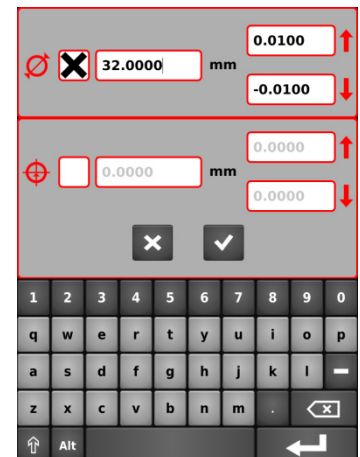 0.0100
32.0000 mm
-0.0100
0.0000
0.0000 mm
0.0000
1 2 3 4 5 6 7 8 9 0
q w e r t y u i o p
a s d f g h j k l -
z x c v b n m .
Alt